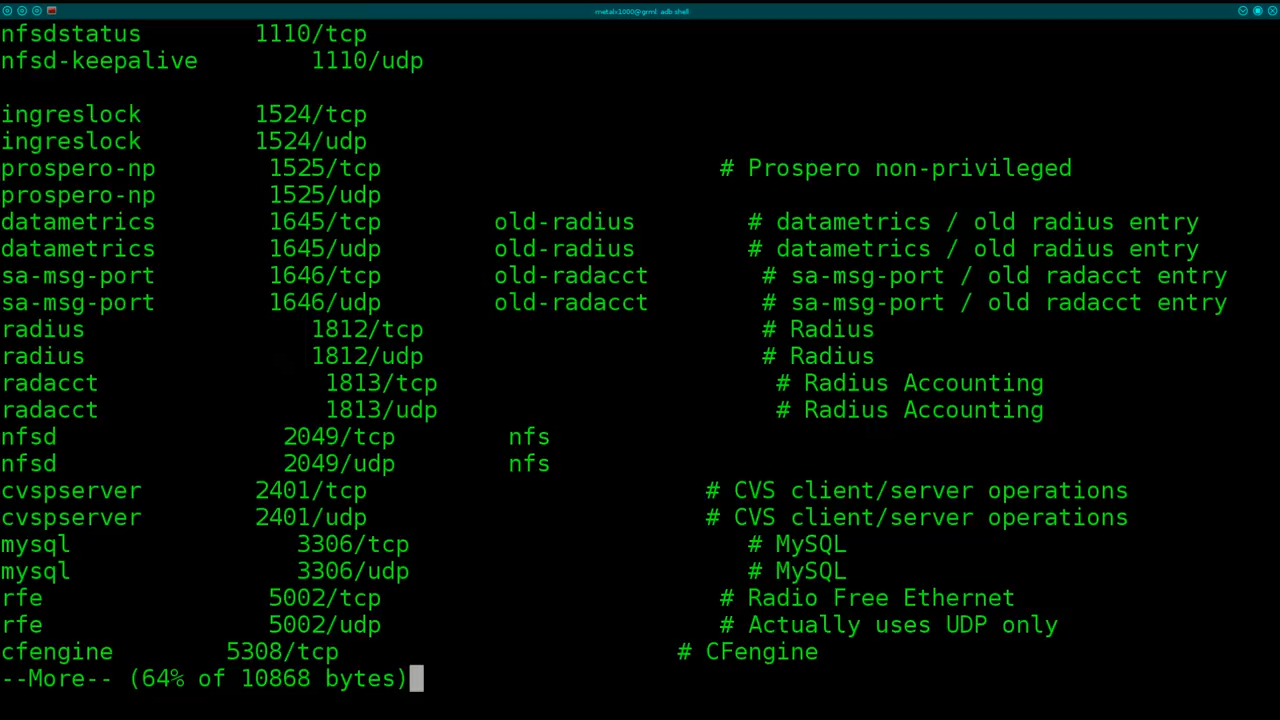 metalx1000@grml adb shell
nfsdstatus 1110/tcp
nfsd-keepalive 1110/udp
ingreslock 1524/tcp
ingreslock 1524/udp
prospero-np 1525/tcp # Prospero non-privileged
prospero-np 1525/udp
datametrics 1645/tcp old-radius # datametrics / old radius entry
datametrics 1645/udp old-radius # datametrics / old radius entry
sa-msg-port 1646/tcp old-radacct # sa-msg-port / old radacct entry
sa-msg-port 1646/udp old-radacct # sa-msg-port / old radacct entry
radius 1812/tcp # Radius
radius 1812/udp # Radius
radacct 1813/tcp # Radius Accounting
radacct 1813/udp # Radius Accounting
nfsd 2049/tcp nfs
nfsd 2049/udp nfs
cvspserver 2401/tcp # CVS client/server operations
cvspserver 2401/udp # CVS client/server operations
mysql 3306/tcp # MySQL
mysql 3306/udp # MySQL
rfe 5002/tcp # Radio Free Ethernet
rfe 5002/udp # Actually uses UDP only
cfengine 5308/tcp # CFengine
--More-- (64% of 10868 bytes)